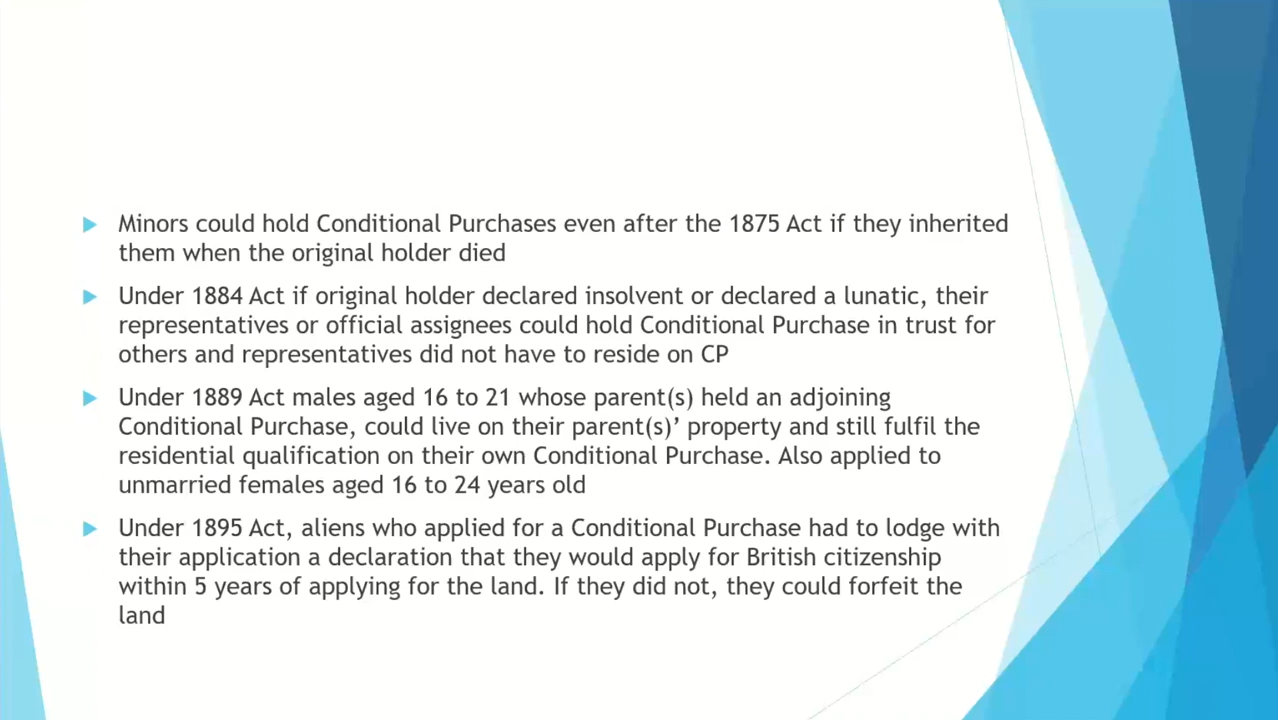 Minors could hold Conditional Purchases even after the 1875 Act if they inherited
them when the original holder died
Under 1884 Act if original holder declared insolvent or declared a lunatic, their
representatives or official assignees could hold Conditional Purchase in trust for
others and representatives did not have to reside on CP
Under 1889 Act males aged 16 to 21 whose parent(s) held an adjoining
Conditional Purchase, could live on their parent(s)’ property and still fulfil the
residential qualification on their own Conditional Purchase. Also applied to
unmarried females aged 16 to 24 years old
Under 1895 Act, aliens who applied for a Conditional Purchase had to lodge with
their application a declaration that they would apply for British citizenship
within 5 years of applying for the land. If they did not, they could forfeit the
land